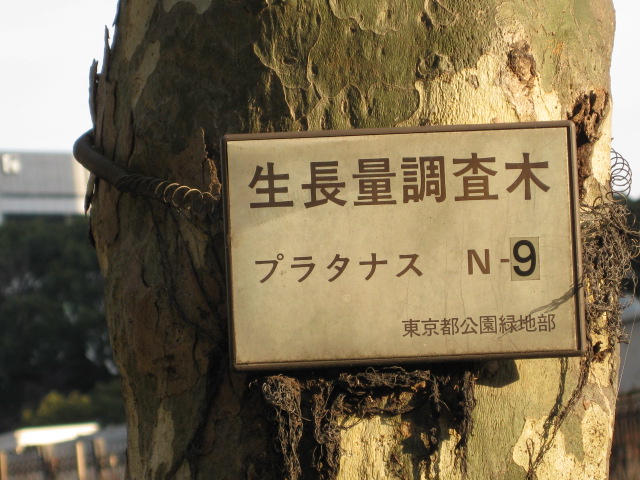 生長量調査木
プラタナス N-9
東京都公園緑地部